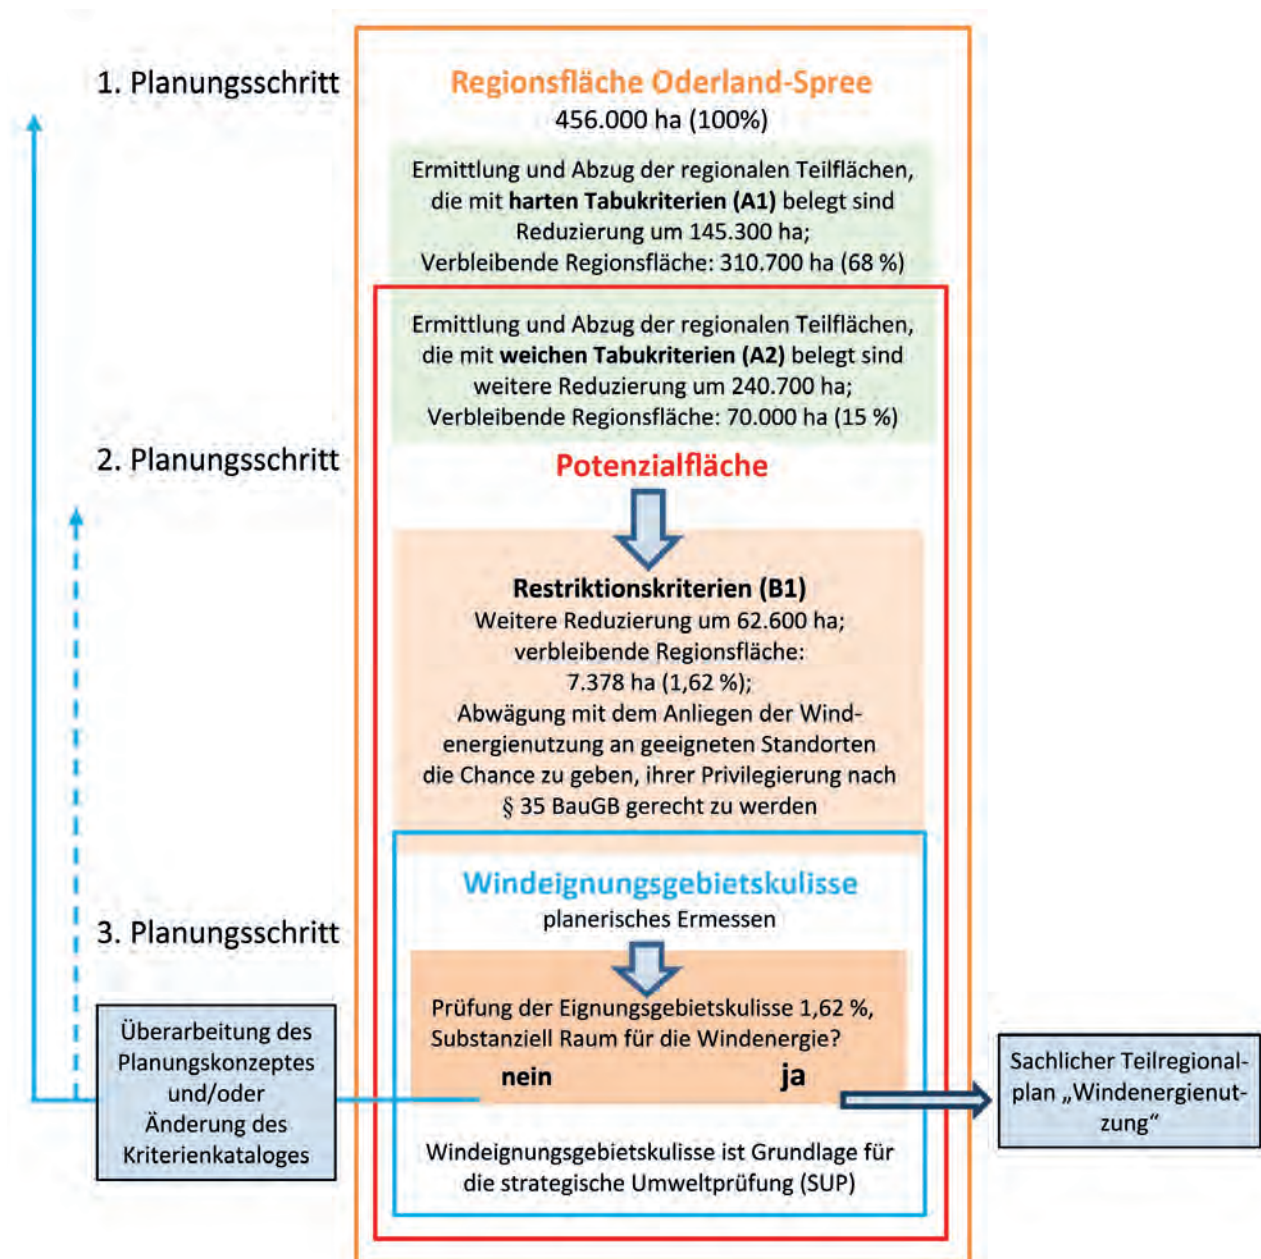 1. Planungsschritt
Regionsfläche Oderland-Spree
456.000 ha (100%)
Ermittlung und Abzug der regionalen Teilflächen,
die mit harten Tabukriterien (A1) belegt sind
Reduzierung um 145.300 ha;
Verbleibende Regionsfläche: 310.700 ha (68 %)
Ermittlung und Abzug der regionalen Teilflächen,
die mit weichen Tabukriterien (A2) belegt sind
weitere Reduzierung um 240.700 ha;
Verbleibende Regionsfläche: 70.000 ha (15 %)
2. Planungsschritt
Potenzialfläche
Restriktionskriterien (B1)
Weitere Reduzierung um 62.600 ha;
verbleibende Regionsfläche:
7.378 ha (1,62 %);
Abwägung mit dem Anliegen der Wind-
energienutzung an geeigneten Standorten
die Chance zu geben, ihrer Privilegierung nach
§ 35 BauGB gerecht zu werden
Windeignungsgebietskulisse
planerisches Ermessen
3. Planungsschritt
Prüfung der Eignungsgebietskulisse 1,62 %,
Substanziell Raum für die Windenergie?
nein ja
Überarbeitung des
Planungskonzeptes
und/oder
Änderung des
Kriterienkataloges
Sachlicher Teilregional-
plan „Windenergienut-
zung“
Windeignungsgebietskulisse ist Grundlage für
die strategische Umweltprüfung (SUP)